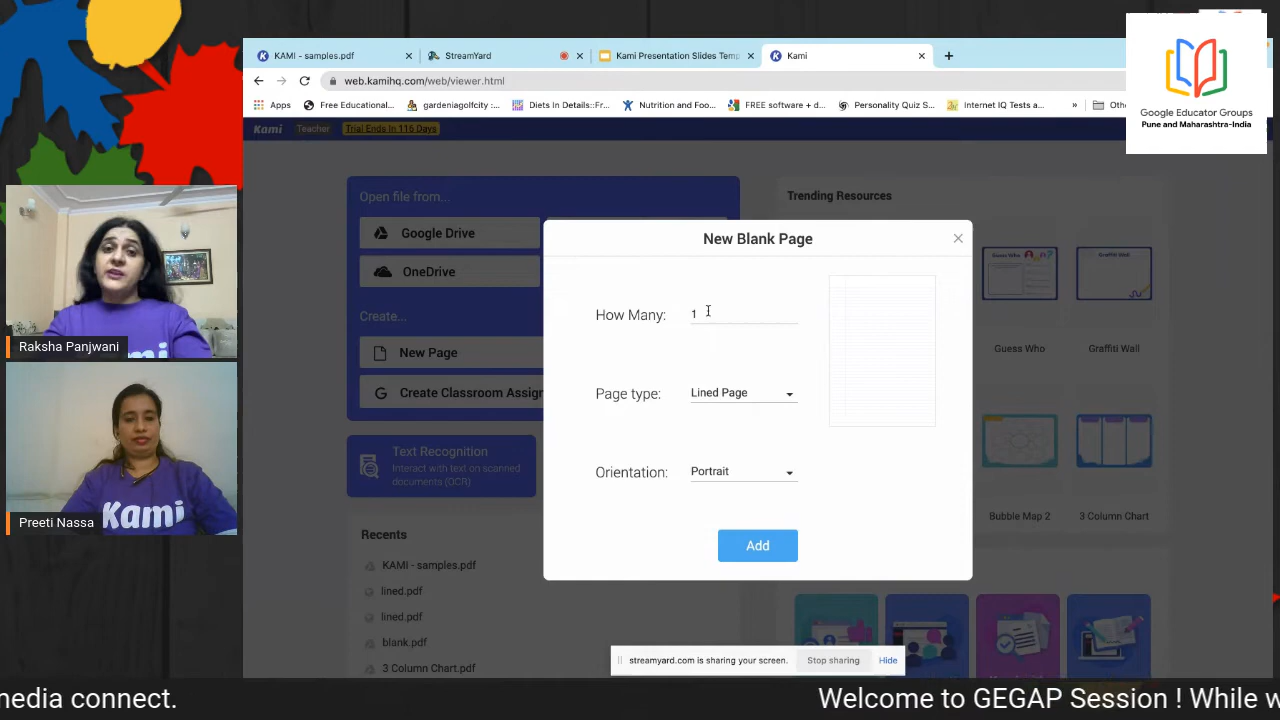 KAMI - samples.pdf
StreamYard
Kami Presentation Slides Temp
Kami
web.kamihq.com/web/viewer.html
Apps
Free Educational...
gardeniagolfcity :...
Diets In Details::Fr...
Nutrition and Foo...
FREE software + d...
Personality Quiz S...
Internet IQ Tests a...
»
Google Educator Groups
Pune and Maharashtra-India
Kami
Teacher
Trial Ends In 116 Days
Open file from...
Google Drive
OneDrive
Create...
New Page
Create Classroom Assign
Text Recognition
Interact with text on scanned
documents (OCR)
Recents
KAMI - samples.pdf
lined.pdf
lined.pdf
blank.pdf
3 Column Chart.pdf
Trending Resources
Guess Who
Graffiti Wall
Guess Who
Graffiti Wall
Bubble Map 2
3 Column Chart
New Blank Page
How Many: 1
Page type: Lined Page
Orientation: Portrait
Add
streamyard.com is sharing your screen. Stop sharing Hide
Raksha Panjwani
Kami
Preeti Nassa
media connect.
Welcome to GEGAP Session ! While w